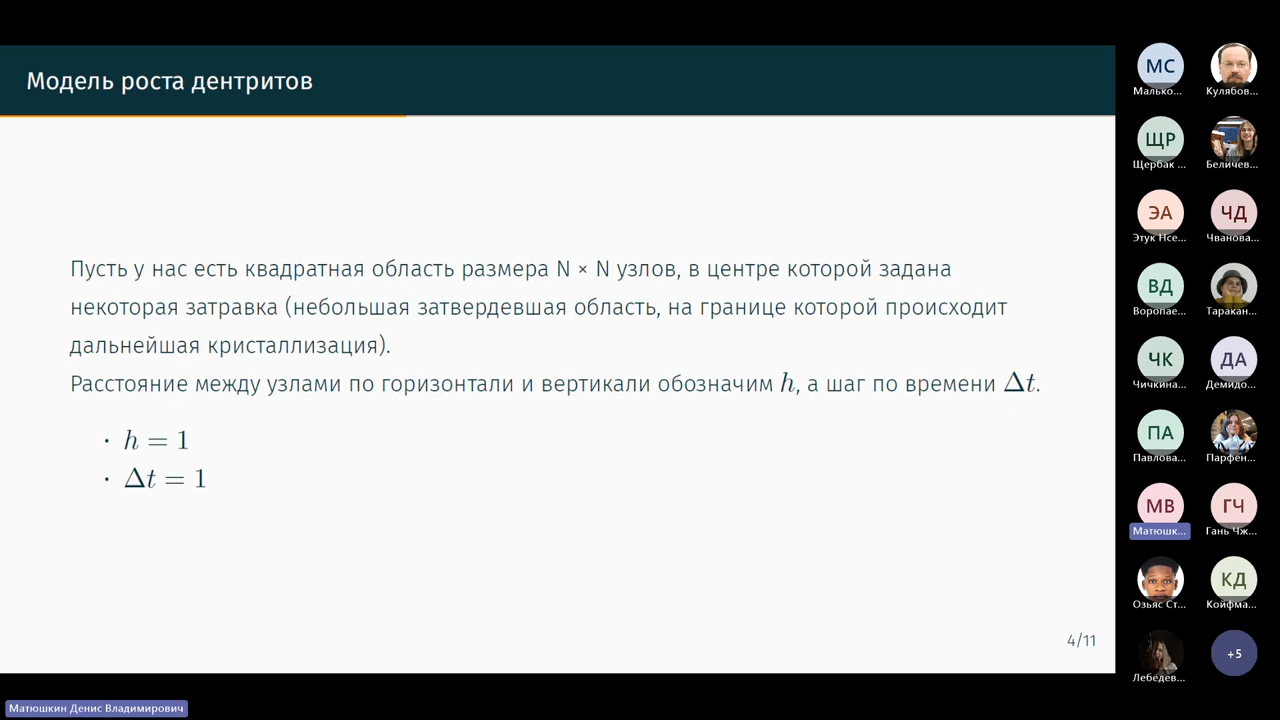 Модель роста дентритов
Пусть у нас есть квадратная область размера N × N узлов, в центре которой задана
некоторая затравка (небольшая затвердевшая область, на границе которой происходит
дальнейшая кристаллизация).
Расстояние между узлами по горизонтали и вертикали обозначим h, а шаг по времени Δt.
· h = 1
· Δt = 1
4/11
МС
Малько...
Кулябов...
ЩР
Щербак ...
Беличев...
ЭА
Этук Нсе...
ЧД
Чванова...
ВД
Воропае...
Таракан...
ЧК
Чичкина...
ДА
Демидо...
ПА
Павлова...
Парфён...
МВ
Матюшк...
ГЧ
Гань Чж...
Озьяс Ст...
КД
Койфма...
Лебедев...
+5
Матюшкин Денис Владимирович